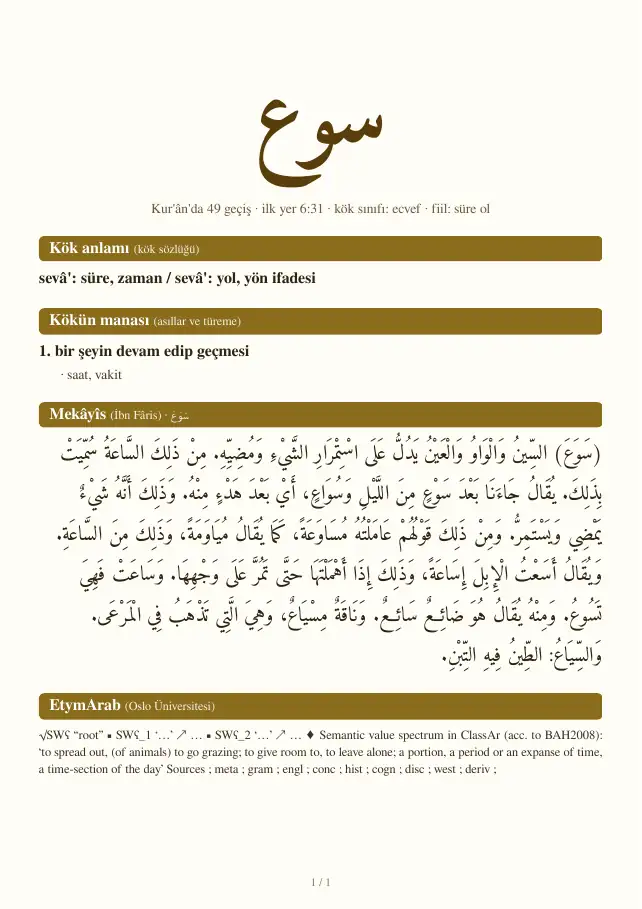 سوع
Kur'ân'da 49 geçiş · ilk yer 6:31 · kök sınıfı: ecvef · fiil: süre ol
Kök anlamı (kök sözlüğü)
sevâ': süre, zaman / sevâ': yol, yön ifadesi
Kökün manası (asıllar ve türeme)
1. bir şeyin devam edip geçmesi
· saat, vakit
Mekâyîs (İbn Fâris) · سَوَعَ
(سَوَعَ) السِّينُ وَالْوَاوُ وَالْعَيْنُ يَدُلُّ عَلَى اسْتِمْرَارِ الشَّيْءِ وَمُضِيِّهِ. مِنْ ذَلِكَ السَّاعَةُ سُمِّيَتْ
بِذَلِكَ. يُقَالُ جَاءَنَا بَعْدَ سَوْعٍ مِنَ اللَّيْلِ وَسُوَاعٍ، أَيْ بَعْدَ هَدْءٍ مِنْهُ. وَذَلِكَ أَنَّهُ شَيْءٌ
يَمْضِي وَيَسْتَمِرُّ. وَمِنْ ذَلِكَ قَوْلُهُمْ عَامَلْتُهُ مُسَاوَعَةً، كَمَا يُقَالُ مُيَاوَمَةً، وَذَلِكَ مِنَ السَّاعَةِ.
وَيُقَالُ أَسَعْتُ الْإِبِلَ إِسَاعَةً، وَذَلِكَ إِذَا أَهْمَلْتَهَا حَتَّى تَمُرَّ عَلَى وَجْهِهَا. وَسَاعَتْ فَهِيَ
تَسُوعُ. وَمِنْهُ يُقَالُ هُوَ ضَائِعٌ سَائِعٌ. وَنَاقَةٌ مِسْيَاعٌ، وَهِيَ الَّتِي تَذْهَبُ فِي الْمَرْعَى.
وَالسِّيَاعُ: الطِّينُ فِيهِ التِّبْنِ.
EtymArab (Oslo Üniversitesi)
√SWʕ “root” ▪ SWʕ_1 ‘…’ ↗ … ▪ SWʕ_2 ‘…’ ↗ … ♦ Semantic value spectrum in ClassAr (acc. to BAH2008):
‘to spread out, (of animals) to go grazing; to give room to, to leave alone; a portion, a period or an expanse of time,
a time-section of the day’ Sources ; meta ; gram ; engl ; conc ; hist ; cogn ; disc ; west ; deriv ;
1 / 1